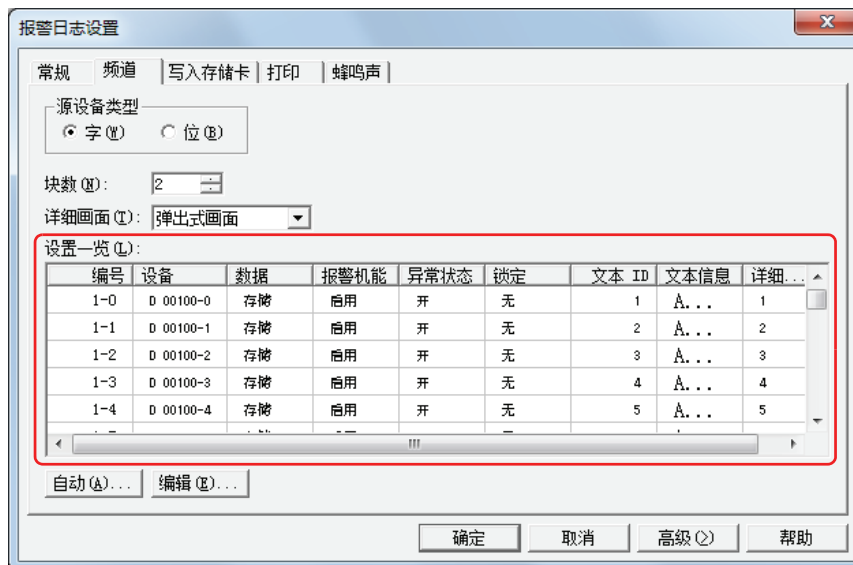 报警日志设置
常规 频道 写入存储卡 打印 蜂鸣声
源设备类型
字(W) 位(B)
块数(N): 2
详细画面(T): 弹出式画面
设置一览(L):
编号 设备 数据 报警机能 异常状态 锁定 文本 ID 文本信息 详细...
1-0 D 00100-0 存储 启用 开 无 1 A... 1
1-1 D 00100-1 存储 启用 开 无 2 A... 2
1-2 D 00100-2 存储 启用 开 无 3 A... 3
1-3 D 00100-3 存储 启用 开 无 4 A... 4
1-4 D 00100-4 存储 启用 开 无 5 A... 5
自动(A)... 编辑(E)...
确定 取消 高级(>) 帮助